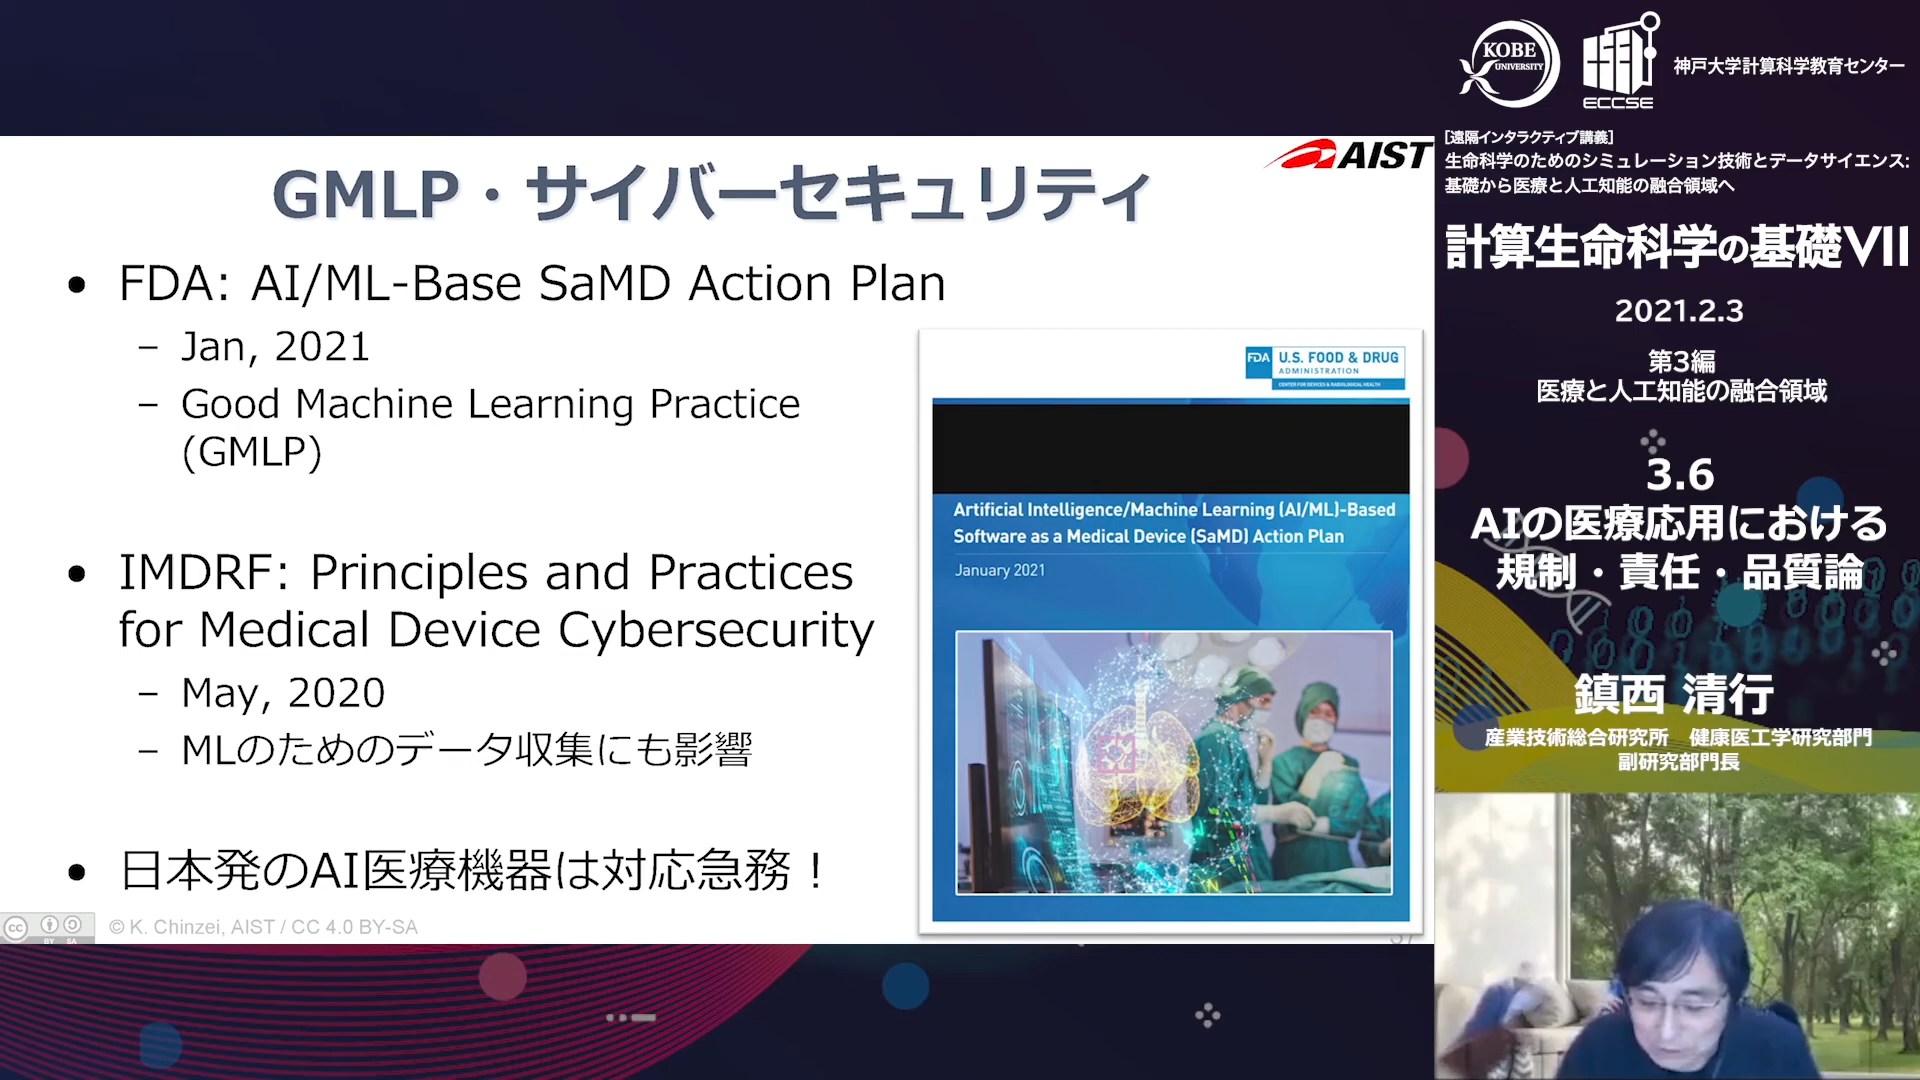 AIST
GMLP・サイバーセキュリティ
• FDA: AI/ML-Base SaMD Action Plan
– Jan, 2021
– Good Machine Learning Practice
(GMLP)
• IMDRF: Principles and Practices
for Medical Device Cybersecurity
– May, 2020
– MLのためのデータ収集にも影響
• 日本発のAI医療機器は対応急務！
cc BY SA
© K. Chinzei, AIST / CC 4.0 BY-SA
FDA U.S. FOOD & DRUG
ADMINISTRATION
CENTER FOR DEVICES & RADIOLOGICAL HEALTH
Artificial Intelligence/Machine Learning (AI/ML)-Based
Software as a Medical Device (SaMD) Action Plan
January 2021
KOBE
UNIVERSITY
ECCSE
神戸大学計算科学教育センター
[遠隔インタラクティブ講義]
生命科学のためのシミュレーション技術とデータサイエンス:
基礎から医療と人工知能の融合領域へ
計算生命科学の基礎VII
2021.2.3
第3編
医療と人工知能の融合領域
3.6
AIの医療応用における
規制・責任・品質論
鎮西 清行
産業技術総合研究所　健康医工学研究部門
副研究部門長